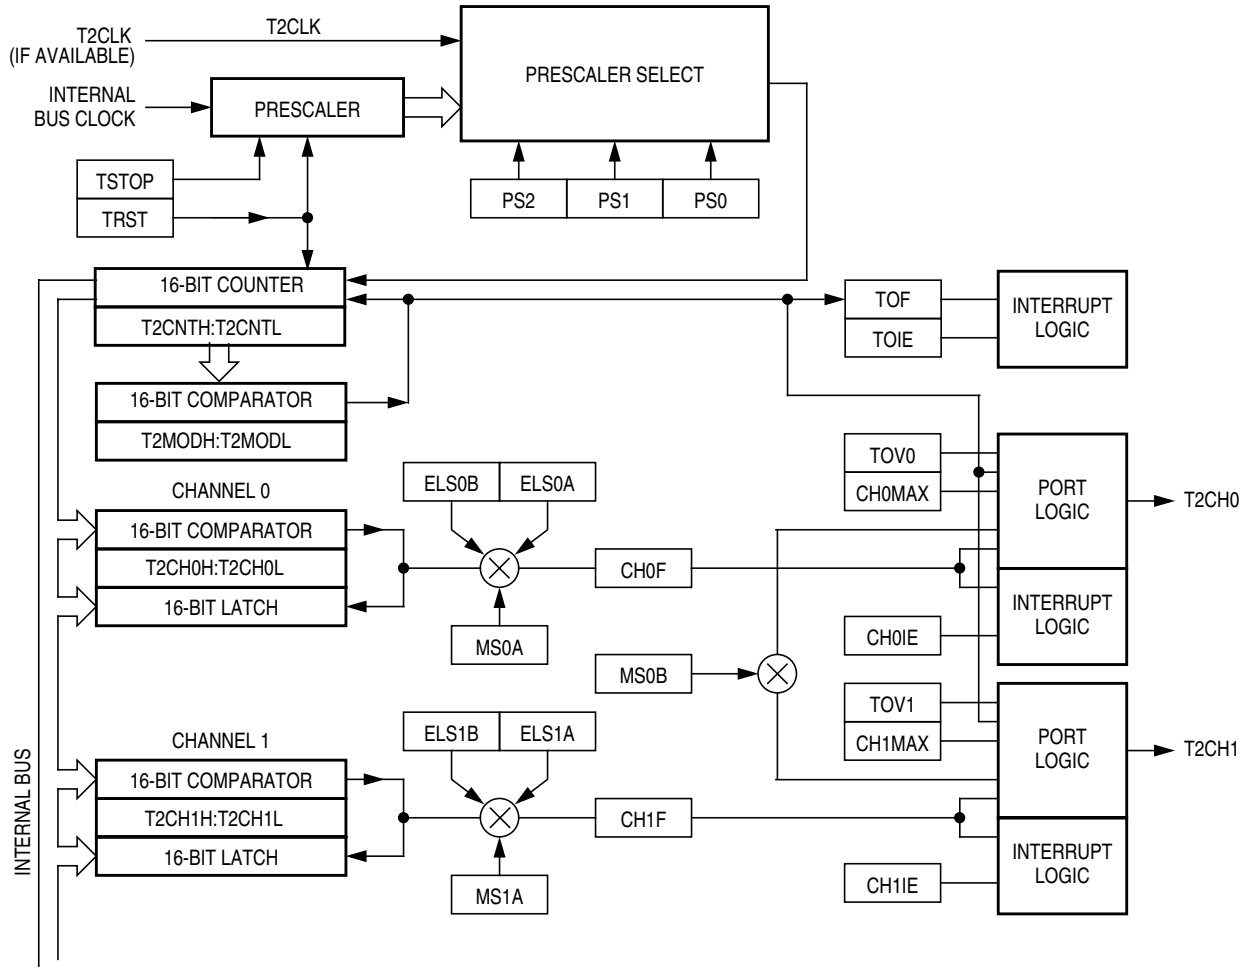 T2CLK
(IF AVAILABLE)
T2CLK
PRESCALER SELECT
INTERNAL
BUS CLOCK
PRESCALER
TSTOP
TRST
PS2
PS1
PS0
16-BIT COUNTER
T2CNTH:T2CNTL
TOF
TOIE
INTERRUPT
LOGIC
16-BIT COMPARATOR
T2MODH:T2MODL
CHANNEL 0
ELS0B
ELS0A
TOV0
CH0MAX
PORT
LOGIC
T2CH0
16-BIT COMPARATOR
T2CH0H:T2CH0L
16-BIT LATCH
CH0F
MS0A
INTERRUPT
LOGIC
CH0IE
MS0B
CHANNEL 1
ELS1B
ELS1A
TOV1
CH1MAX
PORT
LOGIC
T2CH1
16-BIT COMPARATOR
T2CH1H:T2CH1L
16-BIT LATCH
CH1F
MS1A
INTERRUPT
LOGIC
CH1IE
INTERNAL BUS